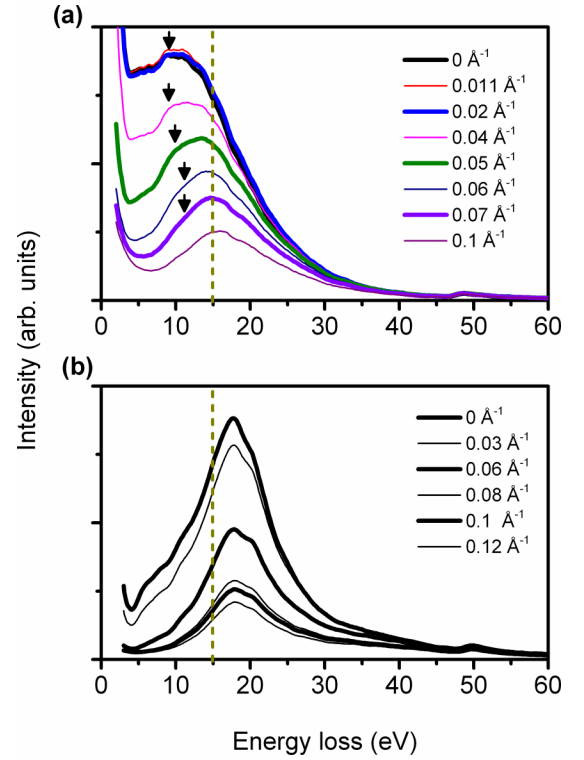 (a)
0 Å-1
0.011 Å-1
0.02 Å-1
0.04 Å-1
0.05 Å-1
0.06 Å-1
0.07 Å-1
0.1 Å-1
0 10 20 30 40 50 60
Intensity (arb. units)
(b)
0 Å-1
0.03 Å-1
0.06 Å-1
0.08 Å-1
0.1 Å-1
0.12 Å-1
0 10 20 30 40 50 60
Energy loss (eV)